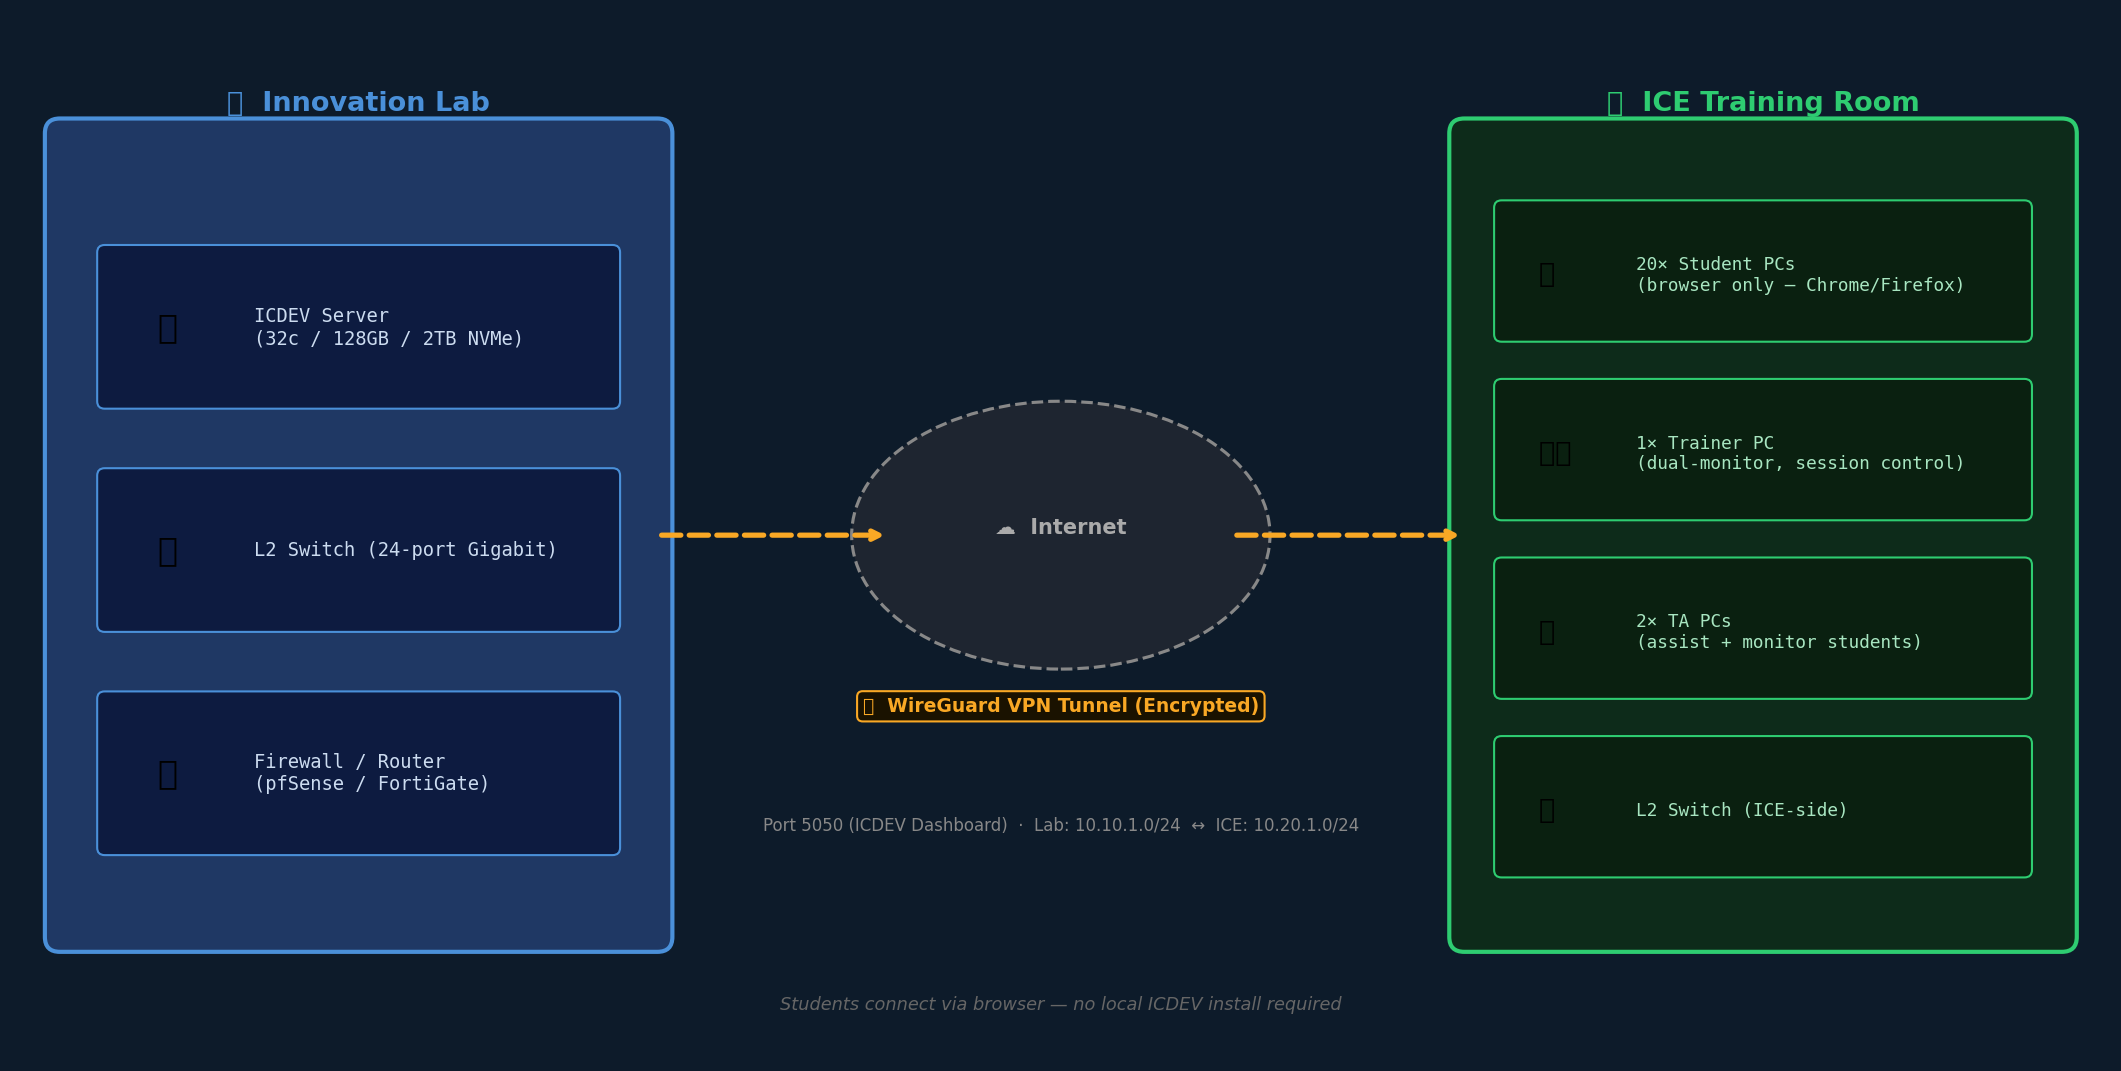 Innovation Lab
ICDEV Server
(32c / 128GB / 2TB NVMe)
L2 Switch (24-port Gigabit)
Firewall / Router
(pfSense / FortiGate)
☁ Internet
WireGuard VPN Tunnel (Encrypted)
Port 5050 (ICDEV Dashboard) · Lab: 10.10.1.0/24 ↔ ICE: 10.20.1.0/24
ICE Training Room
20× Student PCs
(browser only — Chrome/Firefox)
1× Trainer PC
(dual-monitor, session control)
2× TA PCs
(assist + monitor students)
L2 Switch (ICE-side)
Students connect via browser — no local ICDEV install required